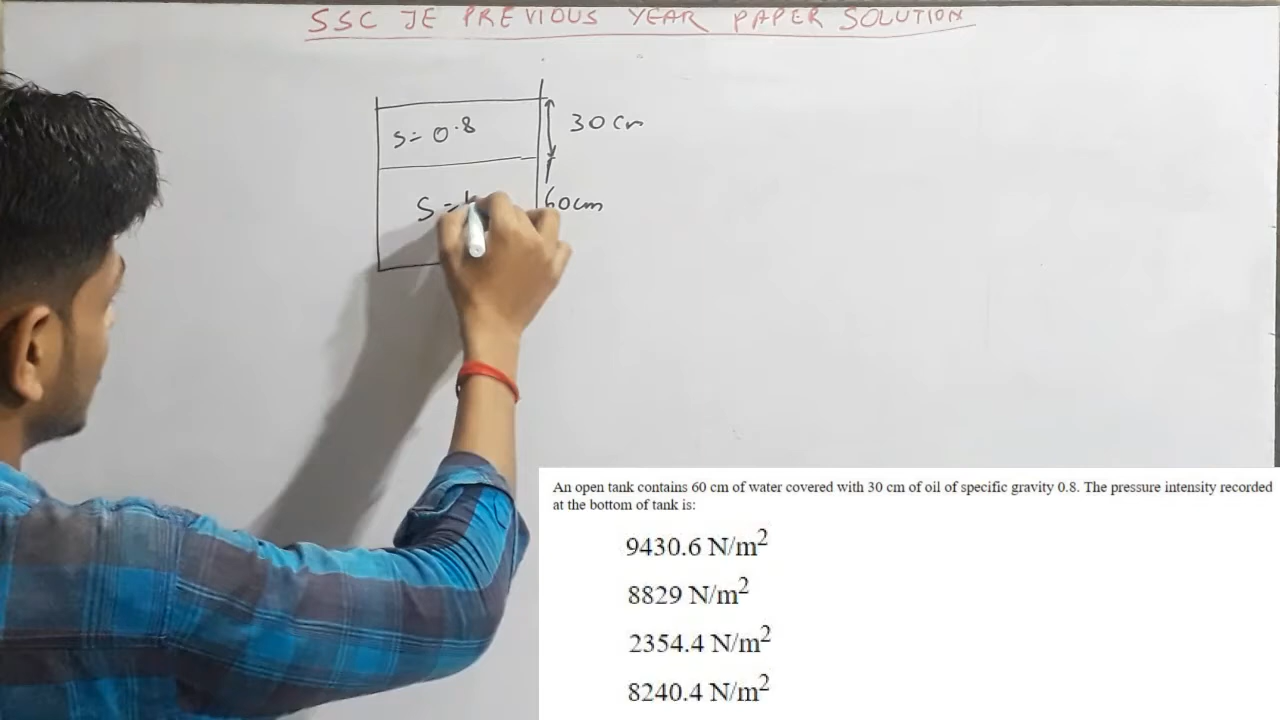 SSC JE PREVIOUS YEAR PAPER SOLUTION
S = 0.8
30 cm
S =
60cm
An open tank contains 60 cm of water covered with 30 cm of oil of specific gravity 0.8. The pressure intensity recorded
at the bottom of tank is:
9430.6 N/m²
8829 N/m²
2354.4 N/m²
8240.4 N/m²